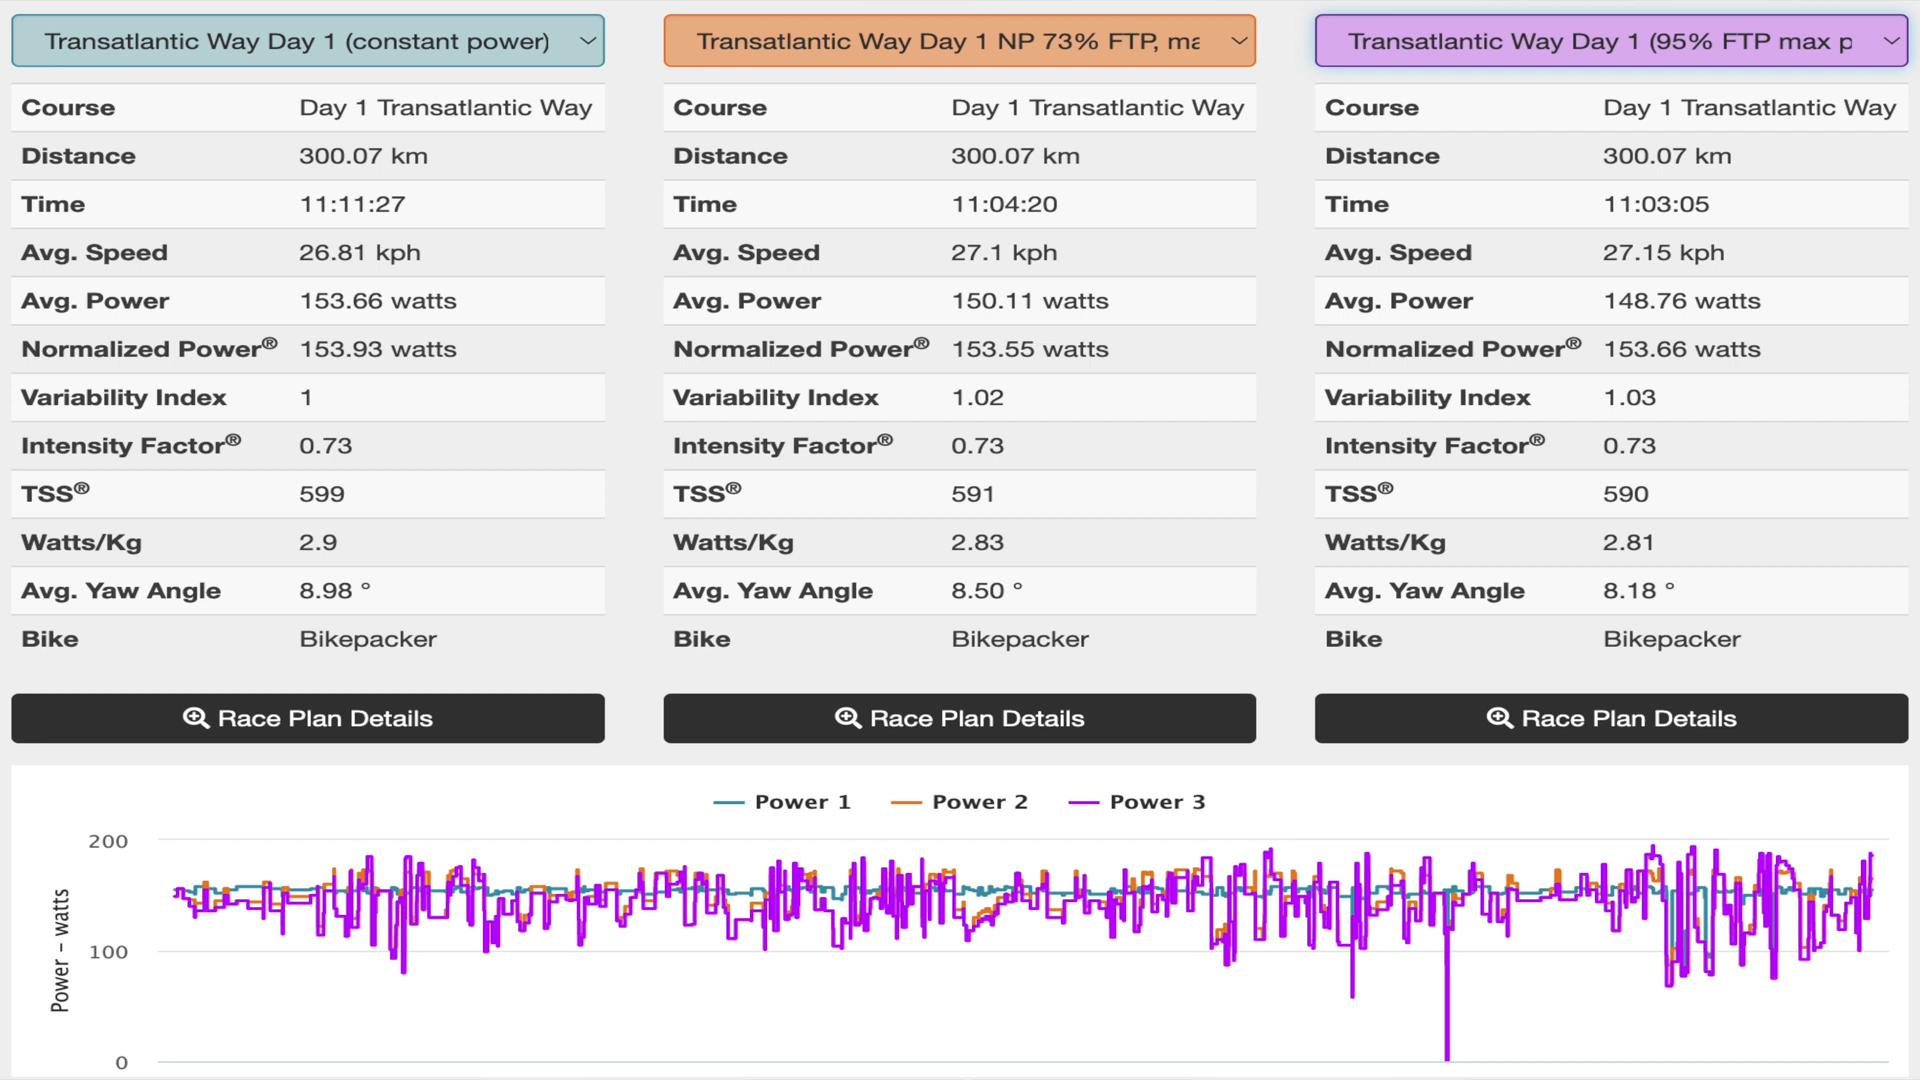 Transatlantic Way Day 1 (constant power)
Course Day 1 Transatlantic Way
Distance 300.07 km
Time 11:11:27
Avg. Speed 26.81 kph
Avg. Power 153.66 watts
Normalized Power® 153.93 watts
Variability Index 1
Intensity Factor® 0.73
TSS® 599
Watts/Kg 2.9
Avg. Yaw Angle 8.98 °
Bike Bikepacker
Race Plan Details
Transatlantic Way Day 1 NP 73% FTP, ma
Course Day 1 Transatlantic Way
Distance 300.07 km
Time 11:04:20
Avg. Speed 27.1 kph
Avg. Power 150.11 watts
Normalized Power® 153.55 watts
Variability Index 1.02
Intensity Factor® 0.73
TSS® 591
Watts/Kg 2.83
Avg. Yaw Angle 8.50 °
Bike Bikepacker
Race Plan Details
Transatlantic Way Day 1 (95% FTP max p
Course Day 1 Transatlantic Way
Distance 300.07 km
Time 11:03:05
Avg. Speed 27.15 kph
Avg. Power 148.76 watts
Normalized Power® 153.66 watts
Variability Index 1.03
Intensity Factor® 0.73
TSS® 590
Watts/Kg 2.81
Avg. Yaw Angle 8.18 °
Bike Bikepacker
Race Plan Details
Power 1 Power 2 Power 3
Power – watts
200
100
0